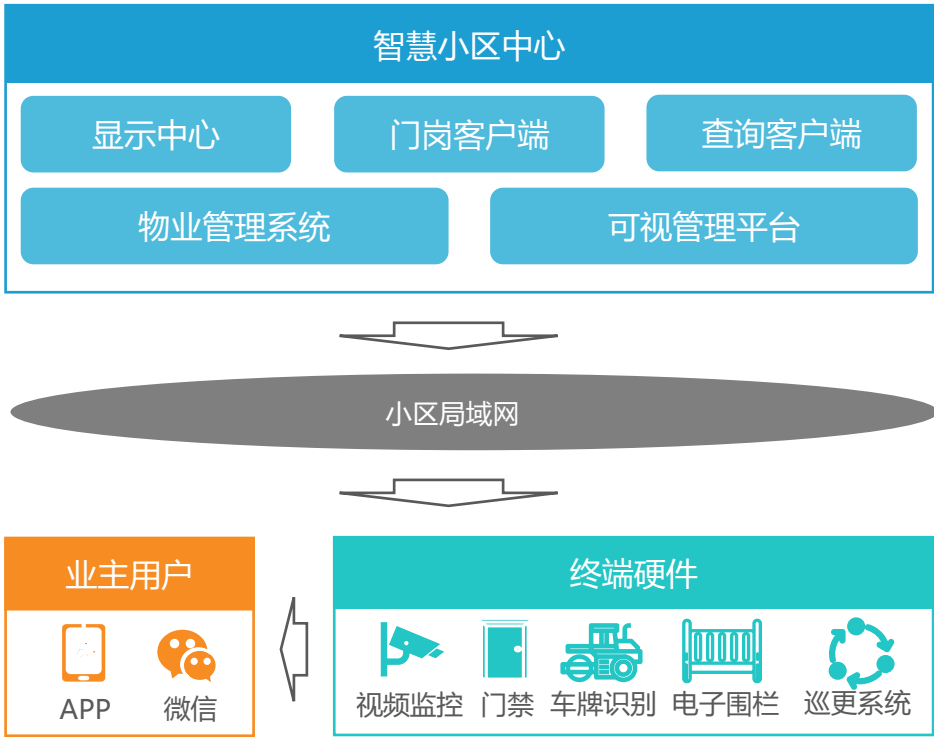 智慧小区中心
显示中心 门岗客户端 查询客户端
物业管理系统 可视管理平台
小区局域网
业主用户
APP 微信
终端硬件
视频监控 门禁 车牌识别 电子围栏 巡更系统